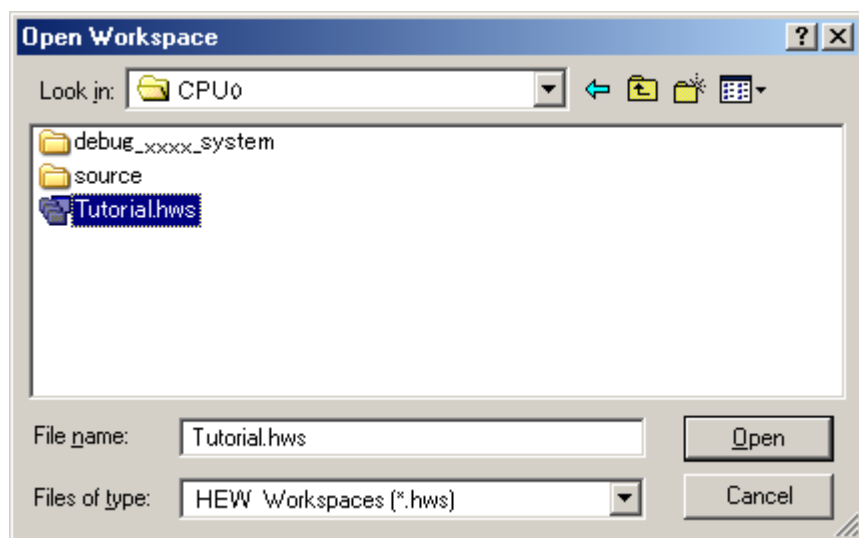 Open Workspace
Look in: CPU0
debug_xxxx_system
source
Tutorial.hws
File name: Tutorial.hws Open
Files of type: HEW Workspaces (*.hws) Cancel